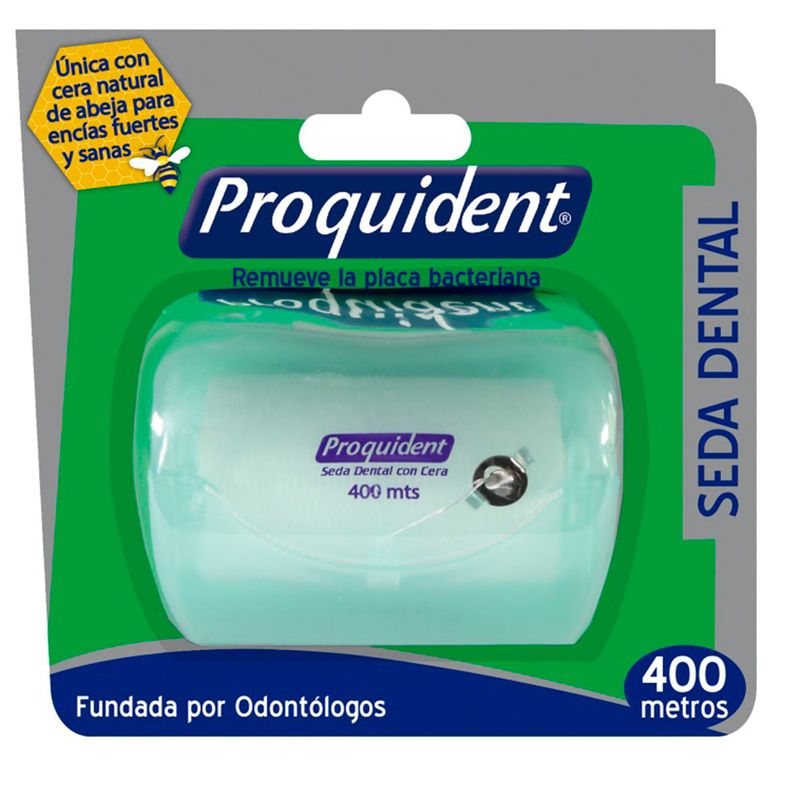 Única con
cera natural
de abeja para
encías fuertes
y sanas
Proquident®
Remueve la placa bacteriana
Proquident
SEDA DENTAL
Proquident
Seda Dental con Cera
400 mts
Fundada por Odontólogos
400
metros